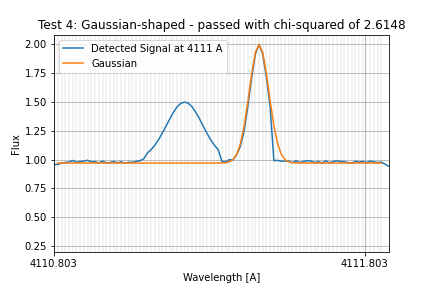 Test 4: Gaussian-shaped - passed with chi-squared of 2.6148
2.00
1.75
1.50
1.25
1.00
0.75
0.50
0.25
Flux
Detected Signal at 4111 A
Gaussian
4110.803
4111.803
Wavelength [A]